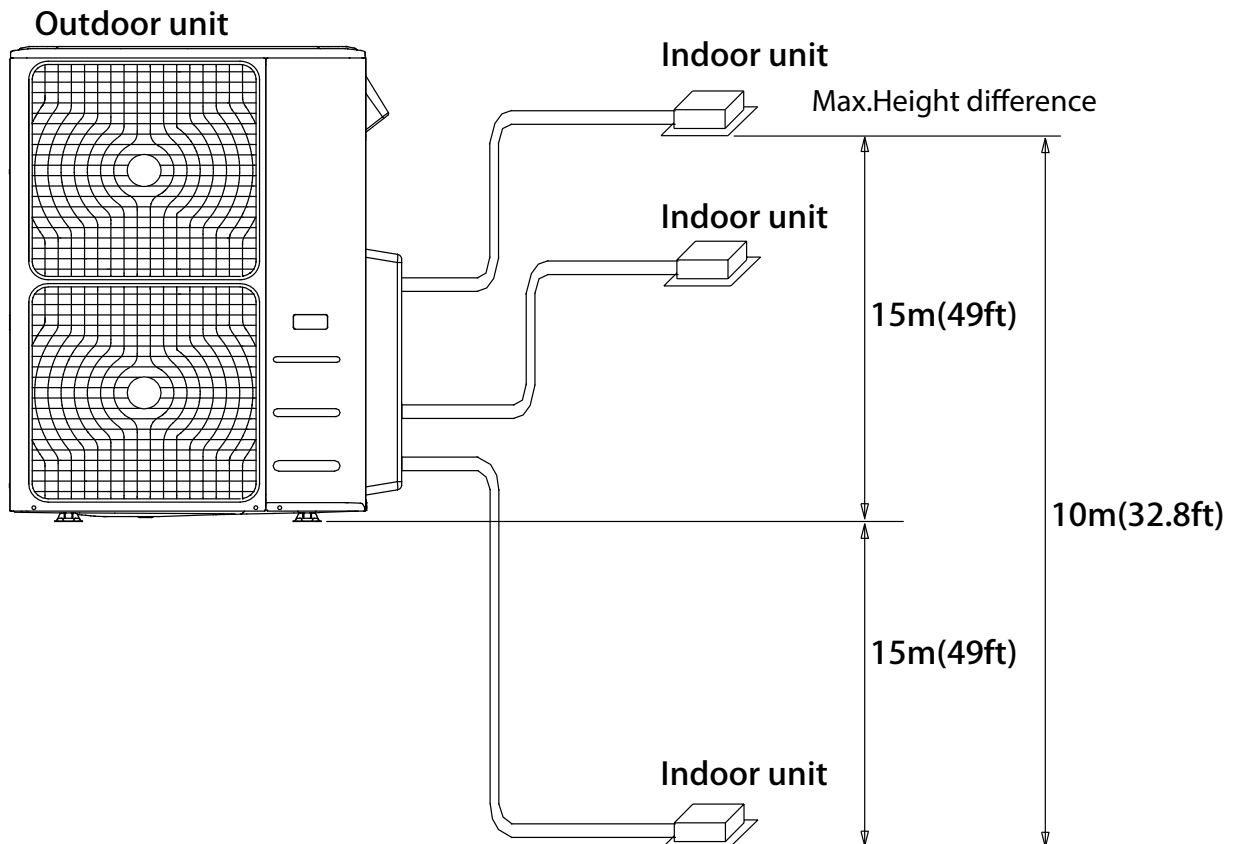 Outdoor unit
Indoor unit
Max.Height difference
Indoor unit
15m(49ft)
10m(32.8ft)
15m(49ft)
Indoor unit